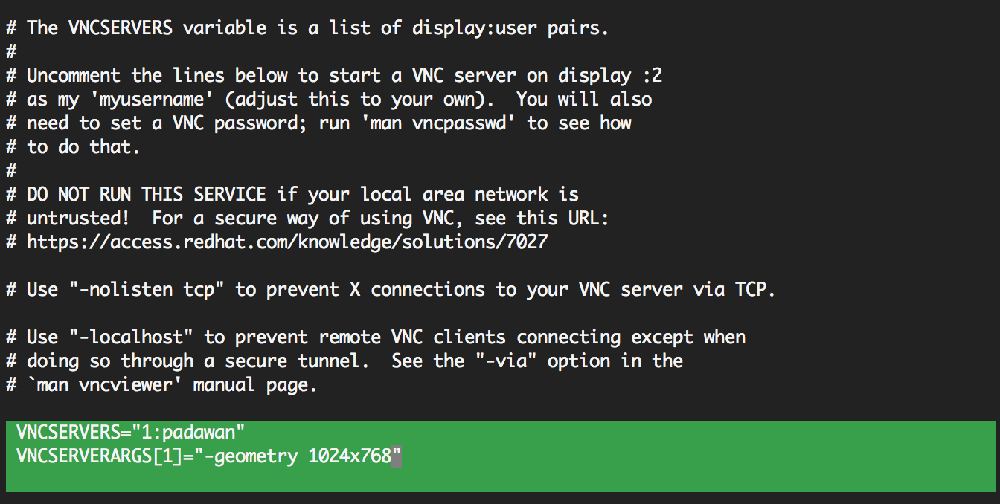 # The VNCSERVERS variable is a list of display:user pairs.
#
# Uncomment the lines below to start a VNC server on display :2
# as my 'myusername' (adjust this to your own).  You will also
# need to set a VNC password; run 'man vncpasswd' to see how
# to do that.
#
# DO NOT RUN THIS SERVICE if your local area network is
# untrusted!  For a secure way of using VNC, see this URL:
# https://access.redhat.com/knowledge/solutions/7027

# Use "-nolisten tcp" to prevent X connections to your VNC server via TCP.

# Use "-localhost" to prevent remote VNC clients connecting except when
# doing so through a secure tunnel.  See the "-via" option in the
# `man vncviewer' manual page.

VNCSERVERS="1:padawan"
VNCSERVERARGS[1]="-geometry 1024x768"